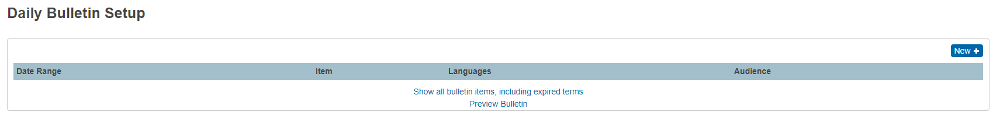 Daily Bulletin Setup
New
Date Range Item Languages Audience
Show all bulletin items, including expired terms
Preview Bulletin